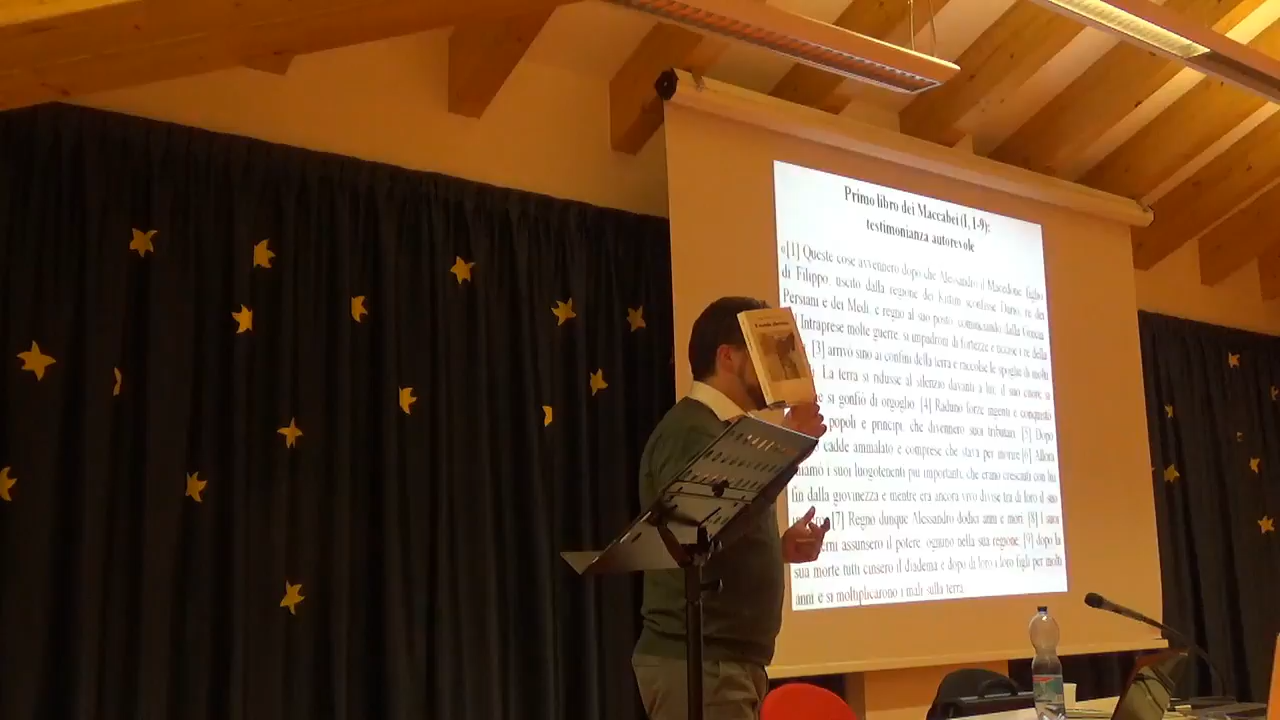 Primo libro dei Maccabei (1, 1-9):
testimonianza autorevole
«[1] Queste cose avvennero dopo che Alessandro il Macedone figlio
di Filippo, uscito dalla regione dei Kittim sconfisse Dario, re dei
Persiani e dei Medi, e regnò al suo posto, cominciando dalla Grecia.
Intraprese molte guerre, si impadronì di fortezze e uccise i re della
[3] arrivò sino ai confini della terra e raccolse le spoglie di molti
La terra si ridusse al silenzio davanti a lui; il suo cuore si
si gonfiò di orgoglio. [4] Radunò forze ingenti e conquistò
popoli e principi, che divennero suoi tributari. [5] Dopo
cadde ammalato e comprese che stava per morire. [6] Allora
i suoi luogotenenti più importanti, che erano cresciuti con lui
fin dalla giovinezza e mentre era ancora vivo divise tra di loro il suo
[7] Regnò dunque Alessandro dodici anni e morì. [8] I suoi
assunsero il potere, ognuno nella sua regione; [9] dopo la
sua morte tutti cinsero il diadema e dopo di loro i loro figli per molti
anni e si moltiplicarono i mali sulla terra.